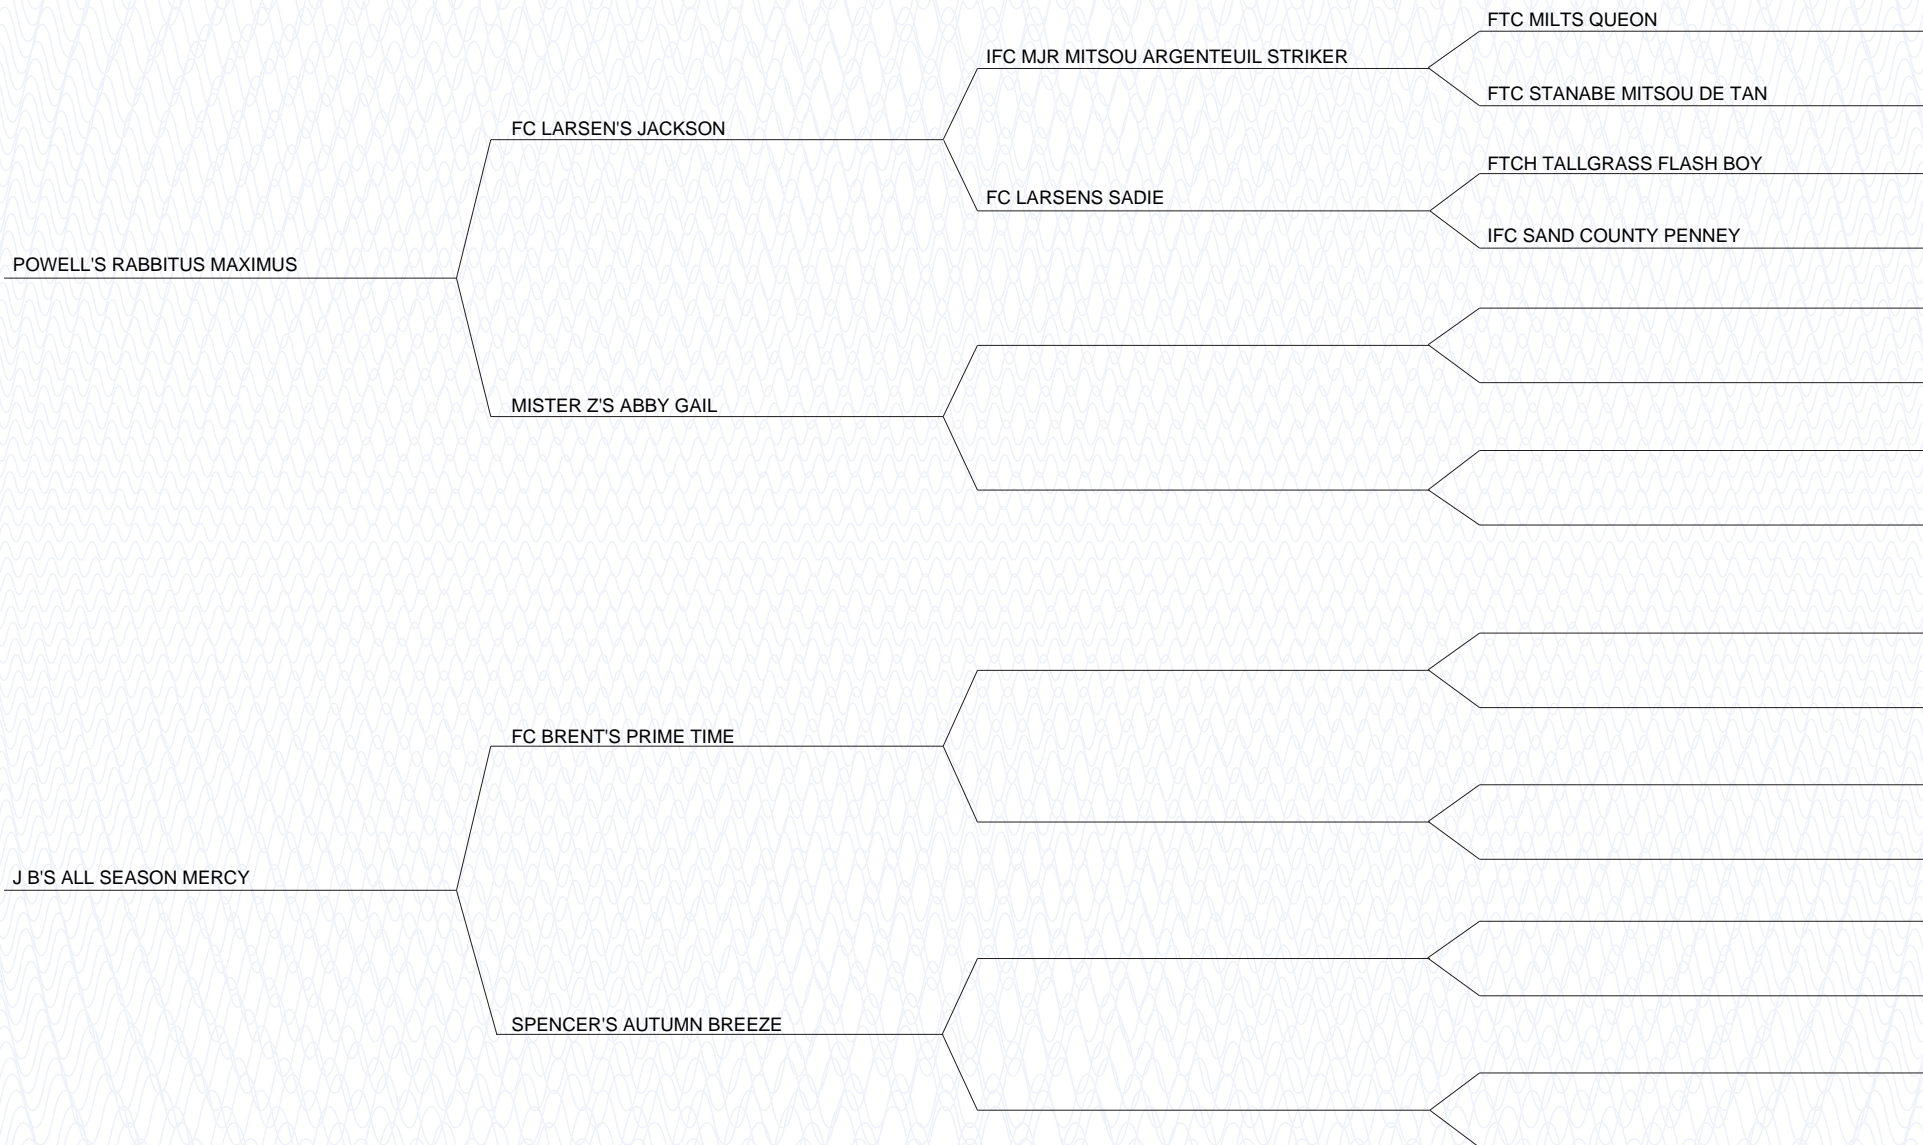 FTC MILTS QUEON
IFC MJR MITSOU ARGENTEUIL STRIKER
FTC STANABE MITSOU DE TAN
FC LARSEN'S JACKSON
FTCH TALLGRASS FLASH BOY
FC LARSENS SADIE
IFC SAND COUNTY PENNEY
POWELL'S RABBITUS MAXIMUS
MISTER Z'S ABBY GAIL
FC BRENT'S PRIME TIME
J B'S ALL SEASON MERCY
SPENCER'S AUTUMN BREEZE